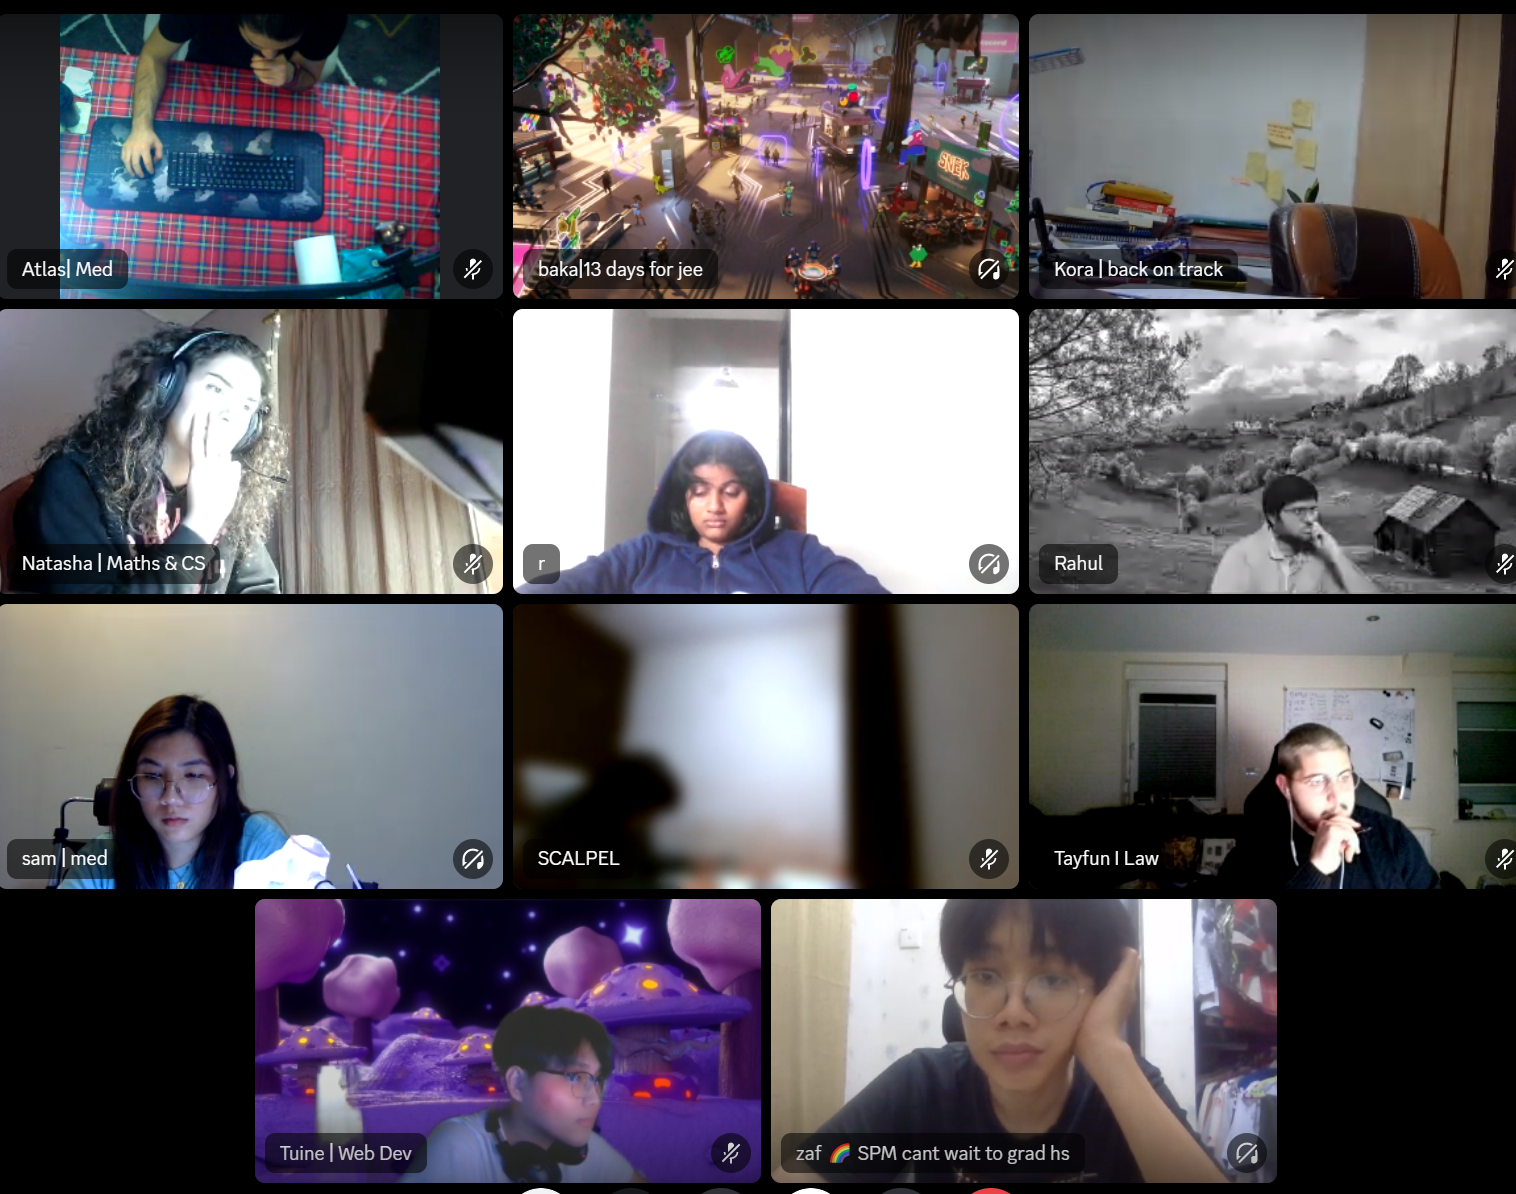 Atlas| Med
SNEK
baka|13 days for jee
Kora | back on track
Natasha | Maths & CS
r
Rahul
sam | med
SCALPEL
Tayfun I Law
Tuine | Web Dev
zaf 🌈 SPM cant wait to grad hs